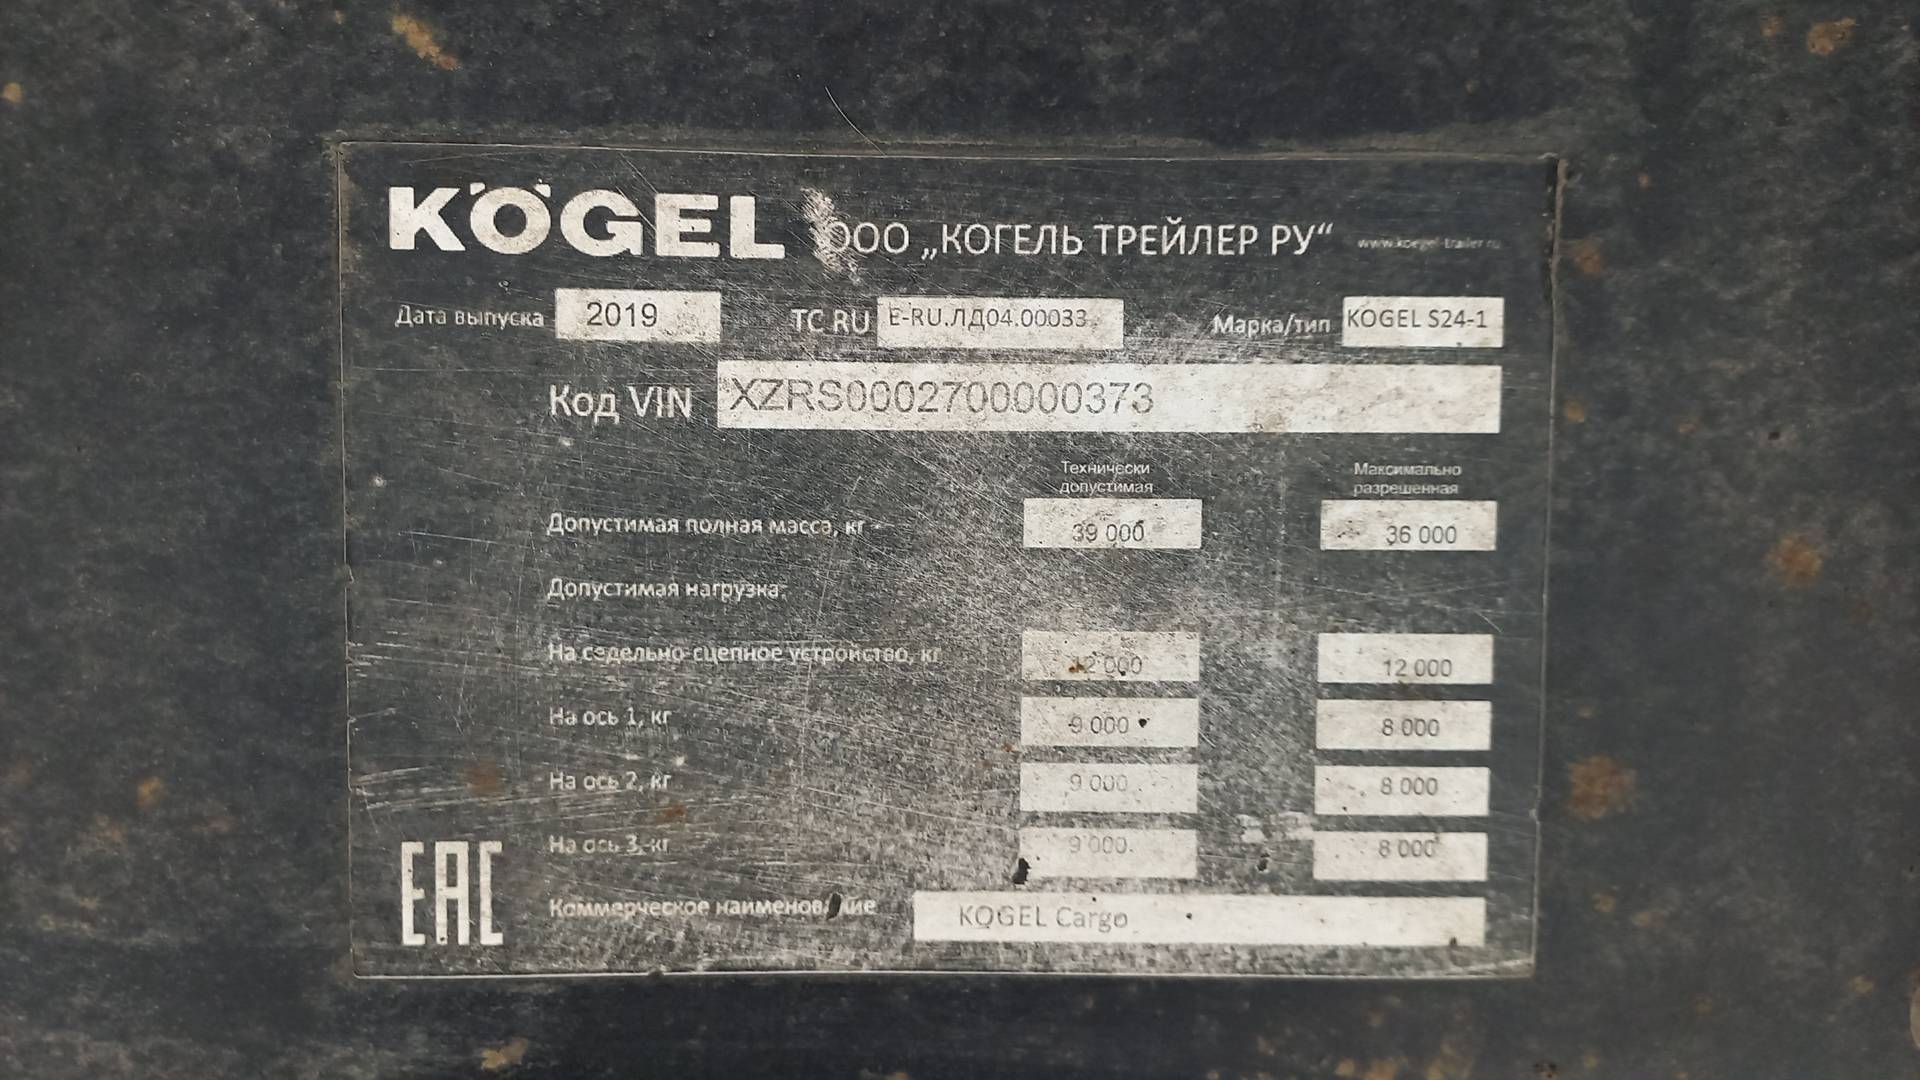 KÖGEL ООО „КОГЕЛЬ ТРЕЙЛЕР РУ“ www.koegel-trailer.ru
Дата выпуска 2019 ТС RU E-RU.ЛД04.00033 Марка/тип KOGEL S24-1
Код VIN XZRS0002700000373
Технически допустимая Максимально разрешенная
Допустимая полная масса, кг 39 000 36 000
Допустимая нагрузка:
На седельно-сцепное устройство, кг 12 000 12 000
На ось 1, кг 9 000 8 000
На ось 2, кг 9 000 8 000
На ось 3, кг 9 000 8 000
EAC
Коммерческое наименование KOGEL Cargo